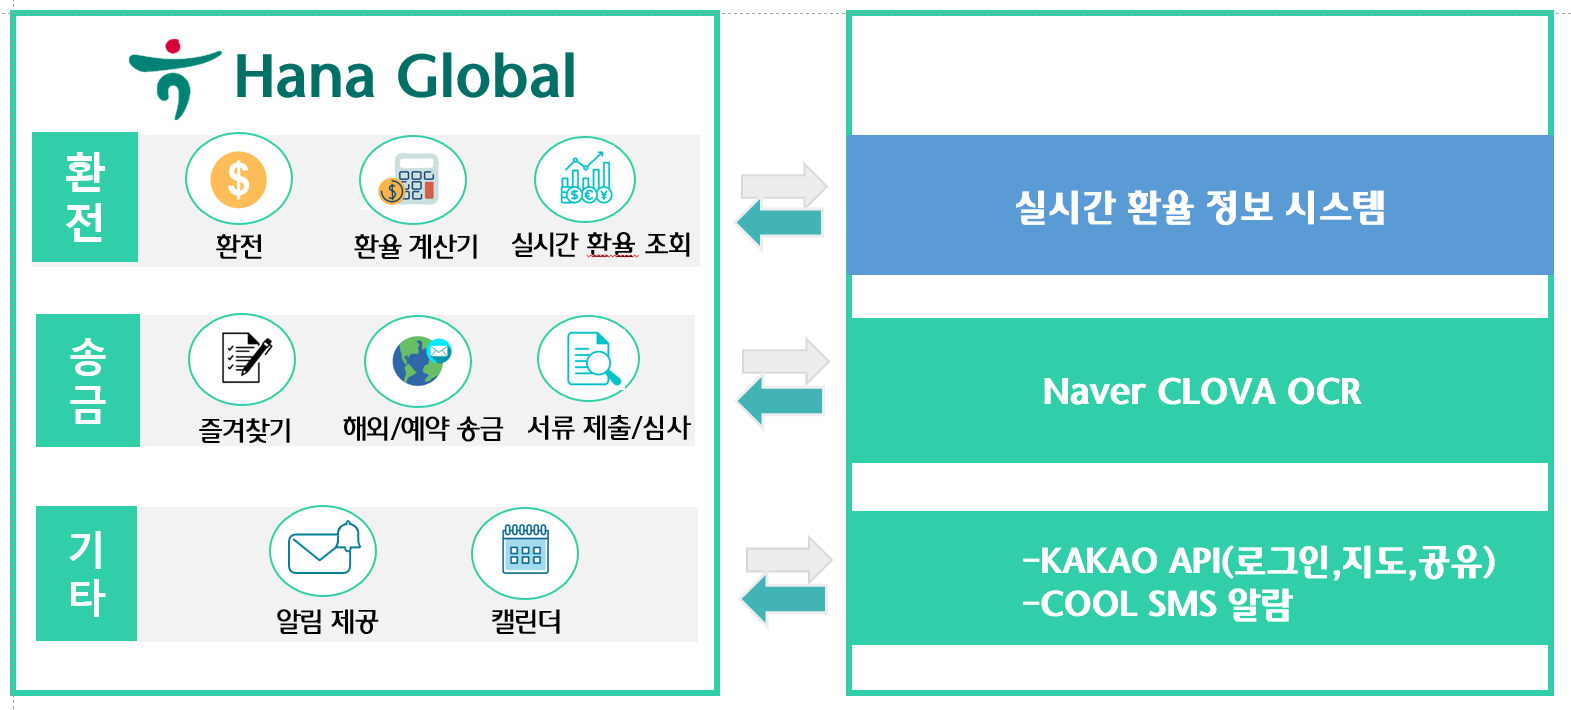 Hana Global
환전
환전
환율 계산기
실시간 환율 조회
실시간 환율 정보 시스템
송금
즐겨찾기
해외/예약 송금
서류 제출/심사
Naver CLOVA OCR
기타
알림 제공
캘린더
-KAKAO API(로그인,지도,공유)
-COOL SMS 알람